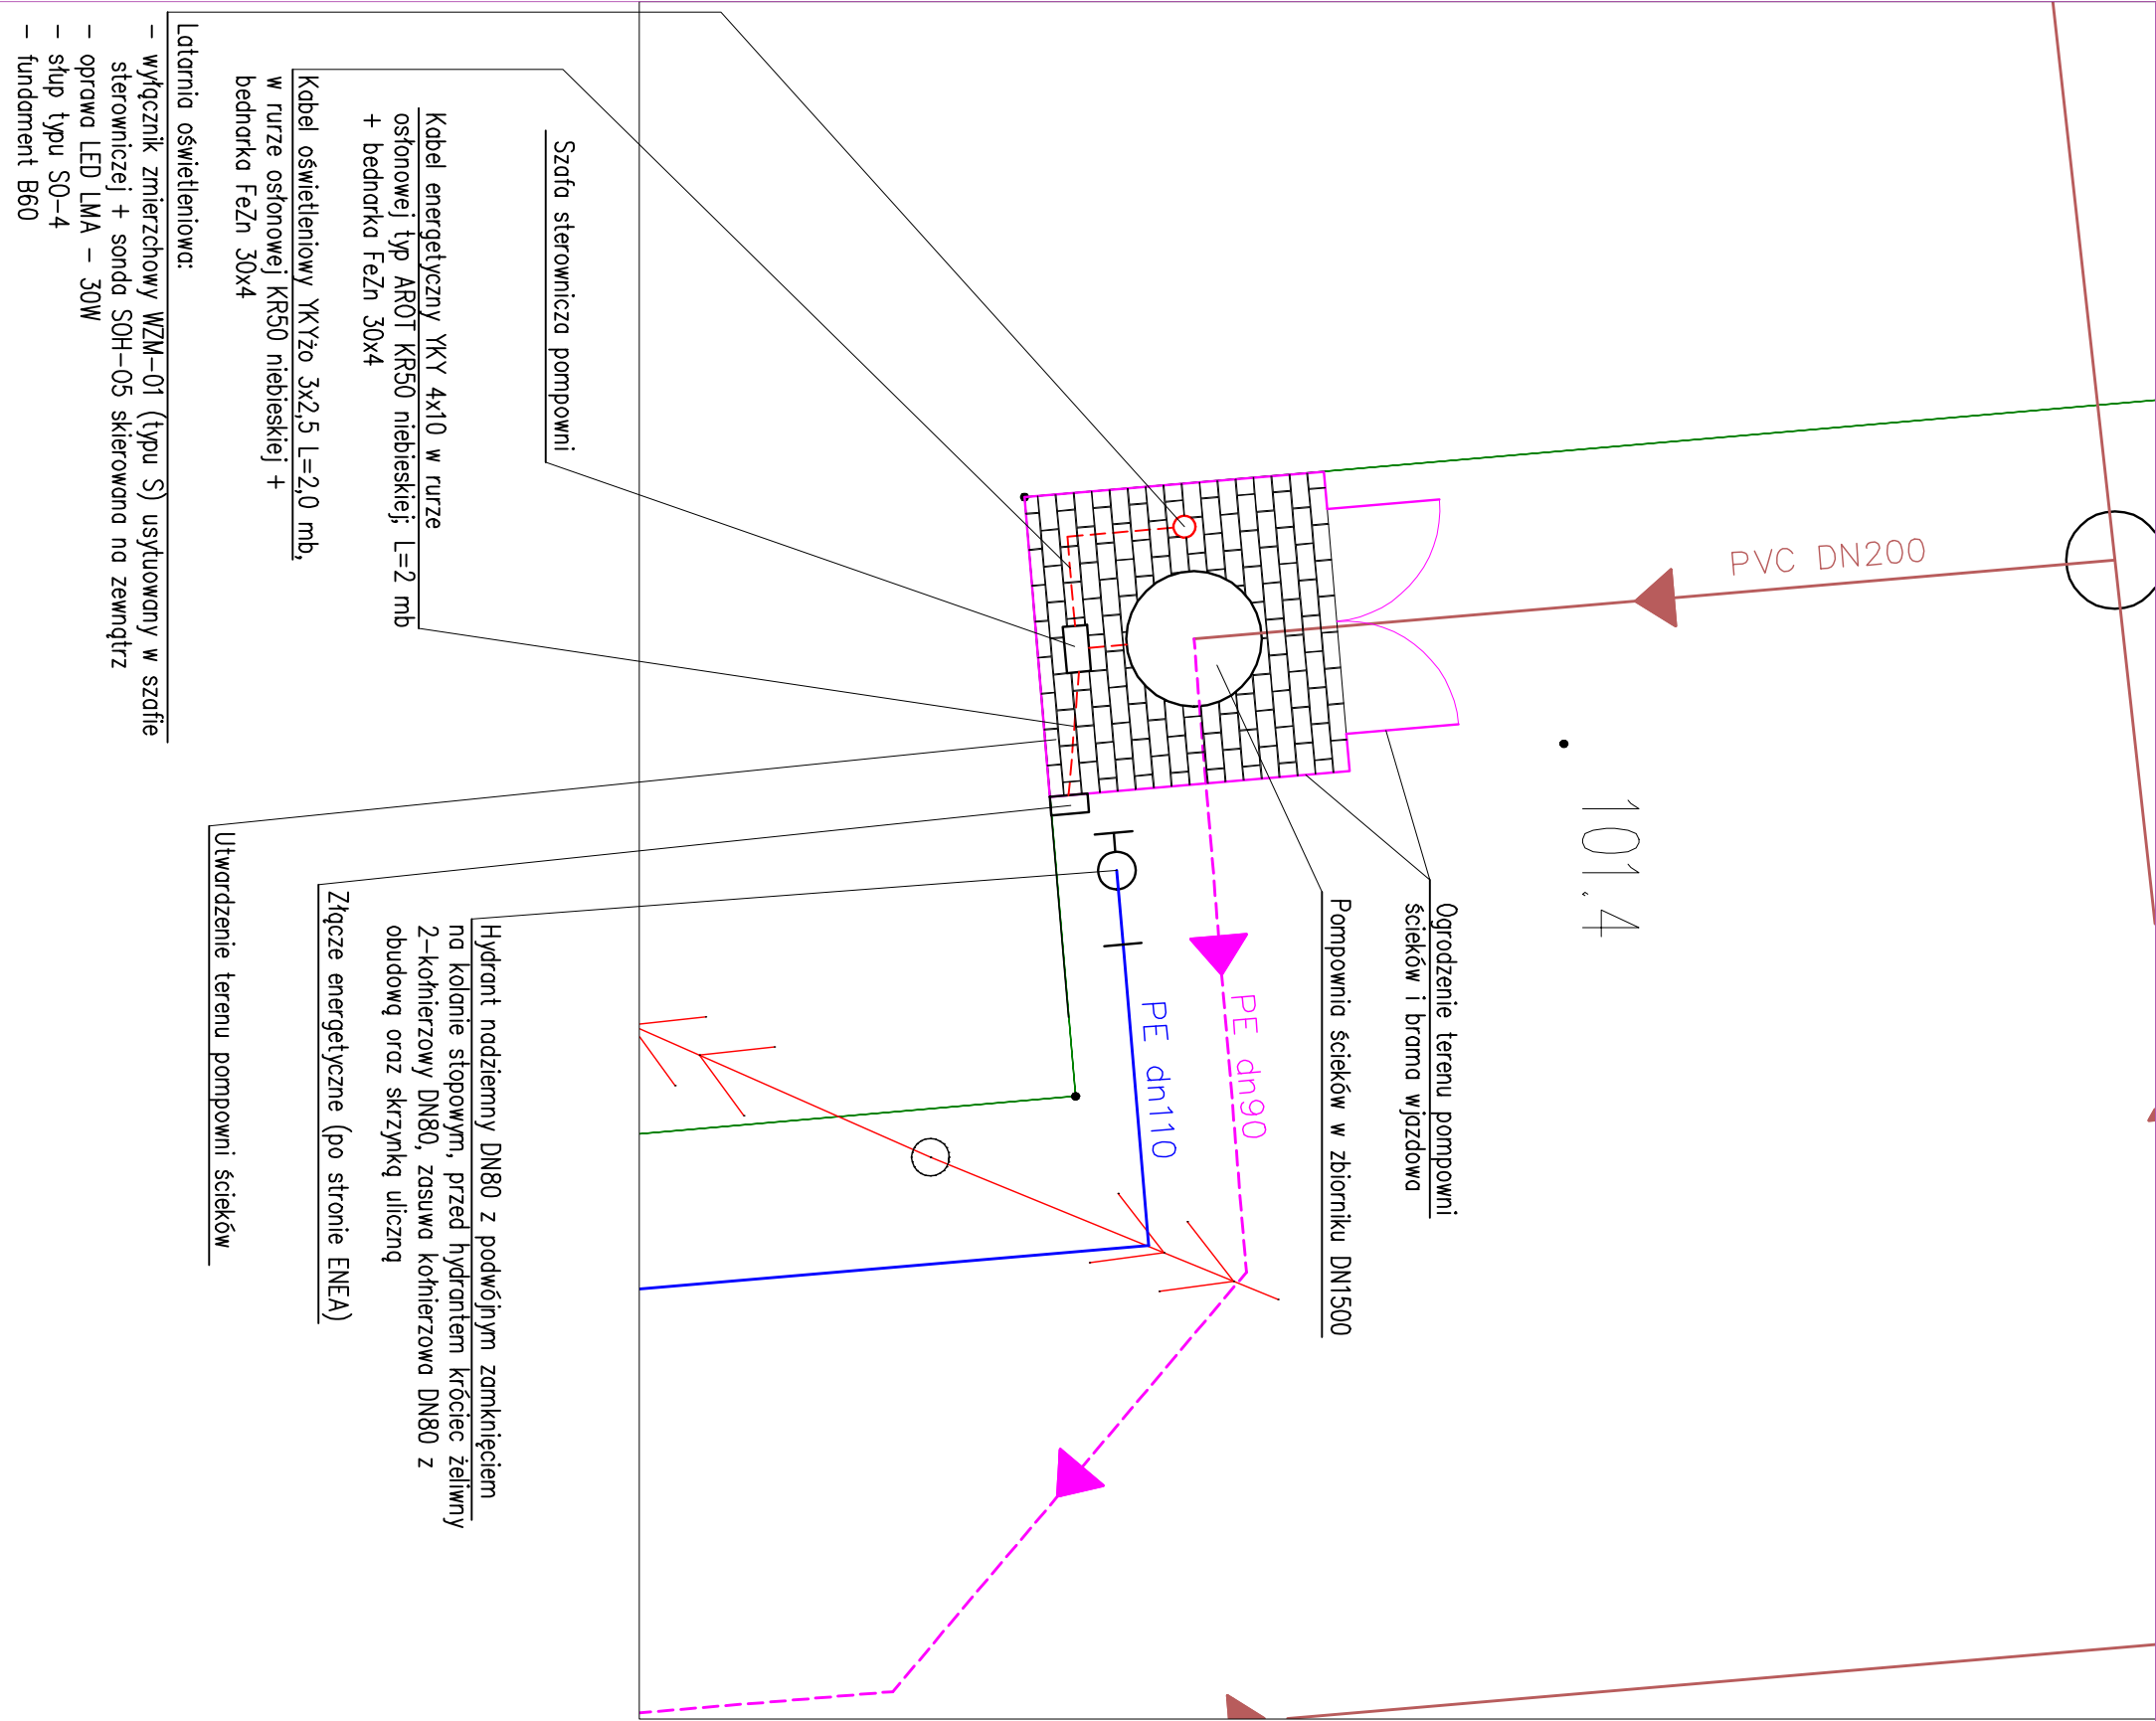 101,4
PVC DN200
Ogrodzenie terenu pompowni
ścieków i brama wjazdowa
Pompownia ścieków w zbiorniku DN1500
PE dn90
PE dn110
Szafa sterownicza pompowni
Kabel energetyczny YKY 4x10 w rurze
osłonowej typ AROT KR50 niebieskiej; L=2 mb
+ bednarka FeZn 30x4
Kabel oświetleniowy YKYżo 3x2,5 L=2,0 mb,
w rurze osłonowej KR50 niebieskiej +
bednarka FeZn 30x4
Latarnia oświetleniowa:
- wyłącznik zmierzchowy WZM-01 (typu S) usytuowany w szafie
sterowniczej + sonda SOH-05 skierowana na zewnątrz
- oprawa LED LMA - 30W
- słup typu SO-4
- fundament B60
Hydrant nadziemny DN80 z podwójnym zamknięciem
na kolanie stopowym, przed hydrantem króciec żeliwny
2-kołnierzowy DN80, zasuwa kołnierzowa DN80 z
obudową oraz skrzynką uliczną
Złącze energetyczne (po stronie ENEA)
Utwardzenie terenu pompowni ścieków